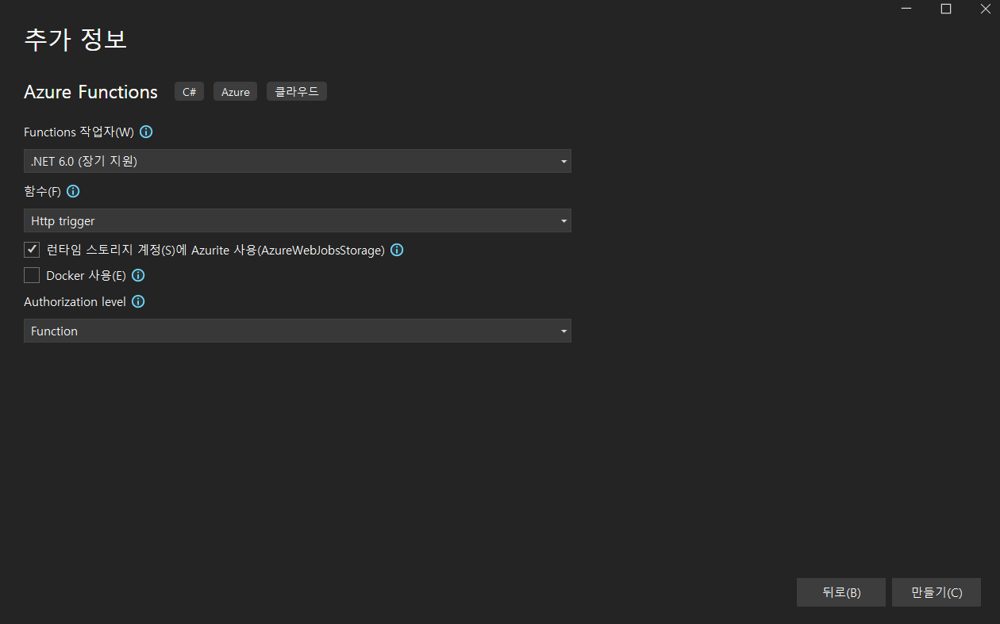 추가 정보
Azure Functions C# Azure 클라우드
Functions 작업자(W)
.NET 6.0 (장기 지원)
함수(F)
Http trigger
런타임 스토리지 계정(S)에 Azurite 사용(AzureWebJobsStorage)
Docker 사용(E)
Authorization level
Function
뒤로(B) 만들기(C)